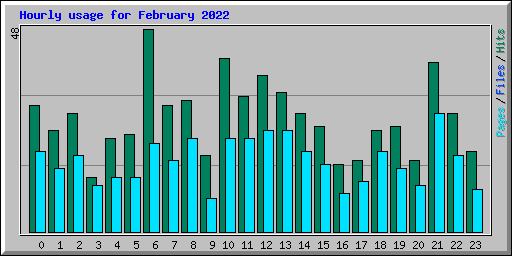 Hourly usage for February 2022
48
Pages/Files/Hits
0 1 2 3 4 5 6 7 8 9 10 11 12 13 14 15 16 17 18 19 20 21 22 23